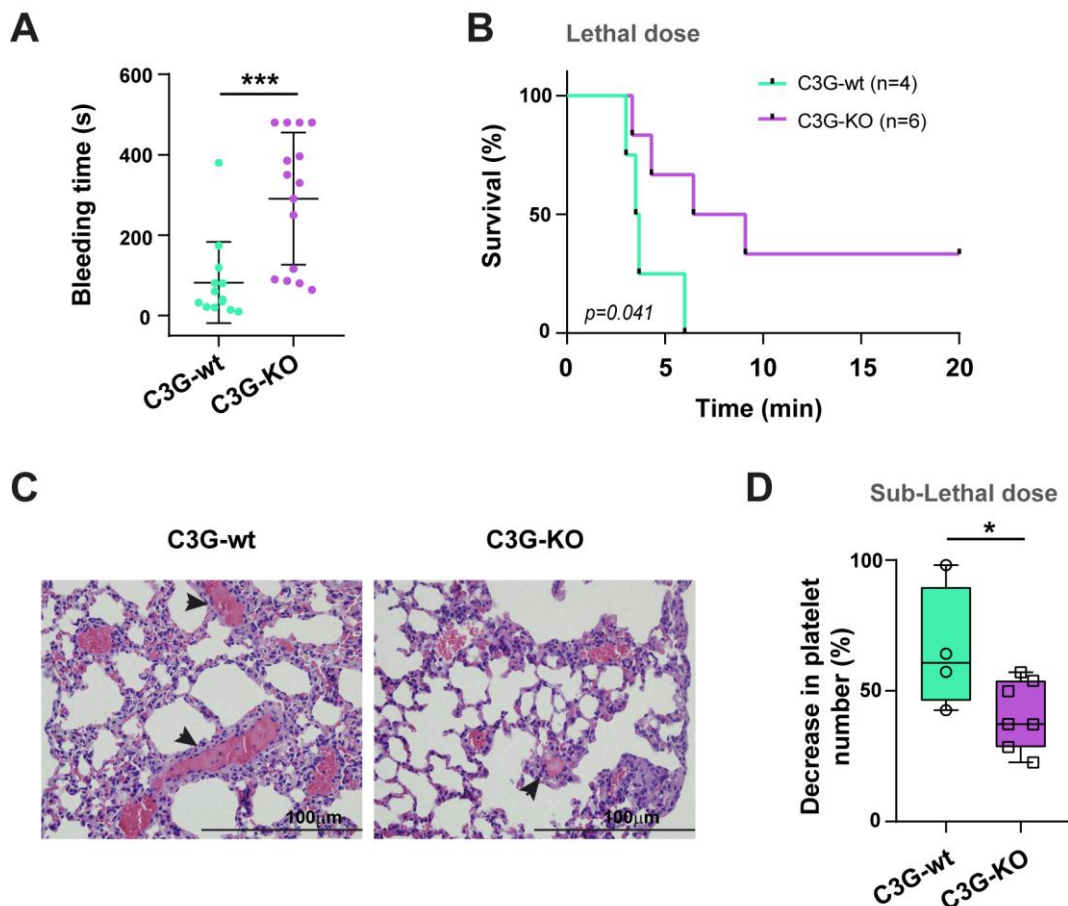 A
Bleeding time (s)
600
400
200
0
***
C3G-wt
C3G-KO
B
Lethal dose
Survival (%)
100
50
0
C3G-wt (n=4)
C3G-KO (n=6)
p=0.041
0 5 10 15 20
Time (min)
C
C3G-wt
C3G-KO
100μm
100μm
D
Sub-Lethal dose
*
Decrease in platelet
number (%)
100
50
0
C3G-wt
C3G-KO